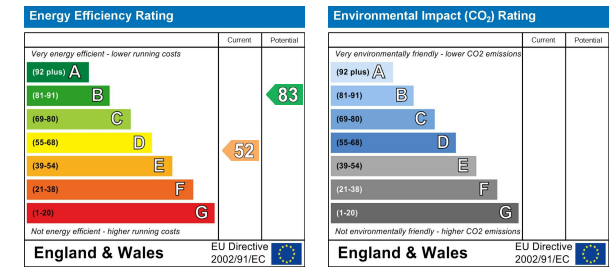 Energy Efficiency Rating
Current Potential
Very energy efficient - lower running costs
(92 plus) A
(81-91) B
83
(69-80) C
(55-68) D
52
(39-54) E
(21-38) F
(1-20) G
Not energy efficient - higher running costs
England & Wales
EU Directive
2002/91/EC
Environmental Impact (CO2) Rating
Current Potential
Very environmentally friendly - lower CO2 emissions
(92 plus) A
(81-91) B
(69-80) C
(55-68) D
(39-54) E
(21-38) F
(1-20) G
Not environmentally friendly - higher CO2 emissions
England & Wales
EU Directive
2002/91/EC